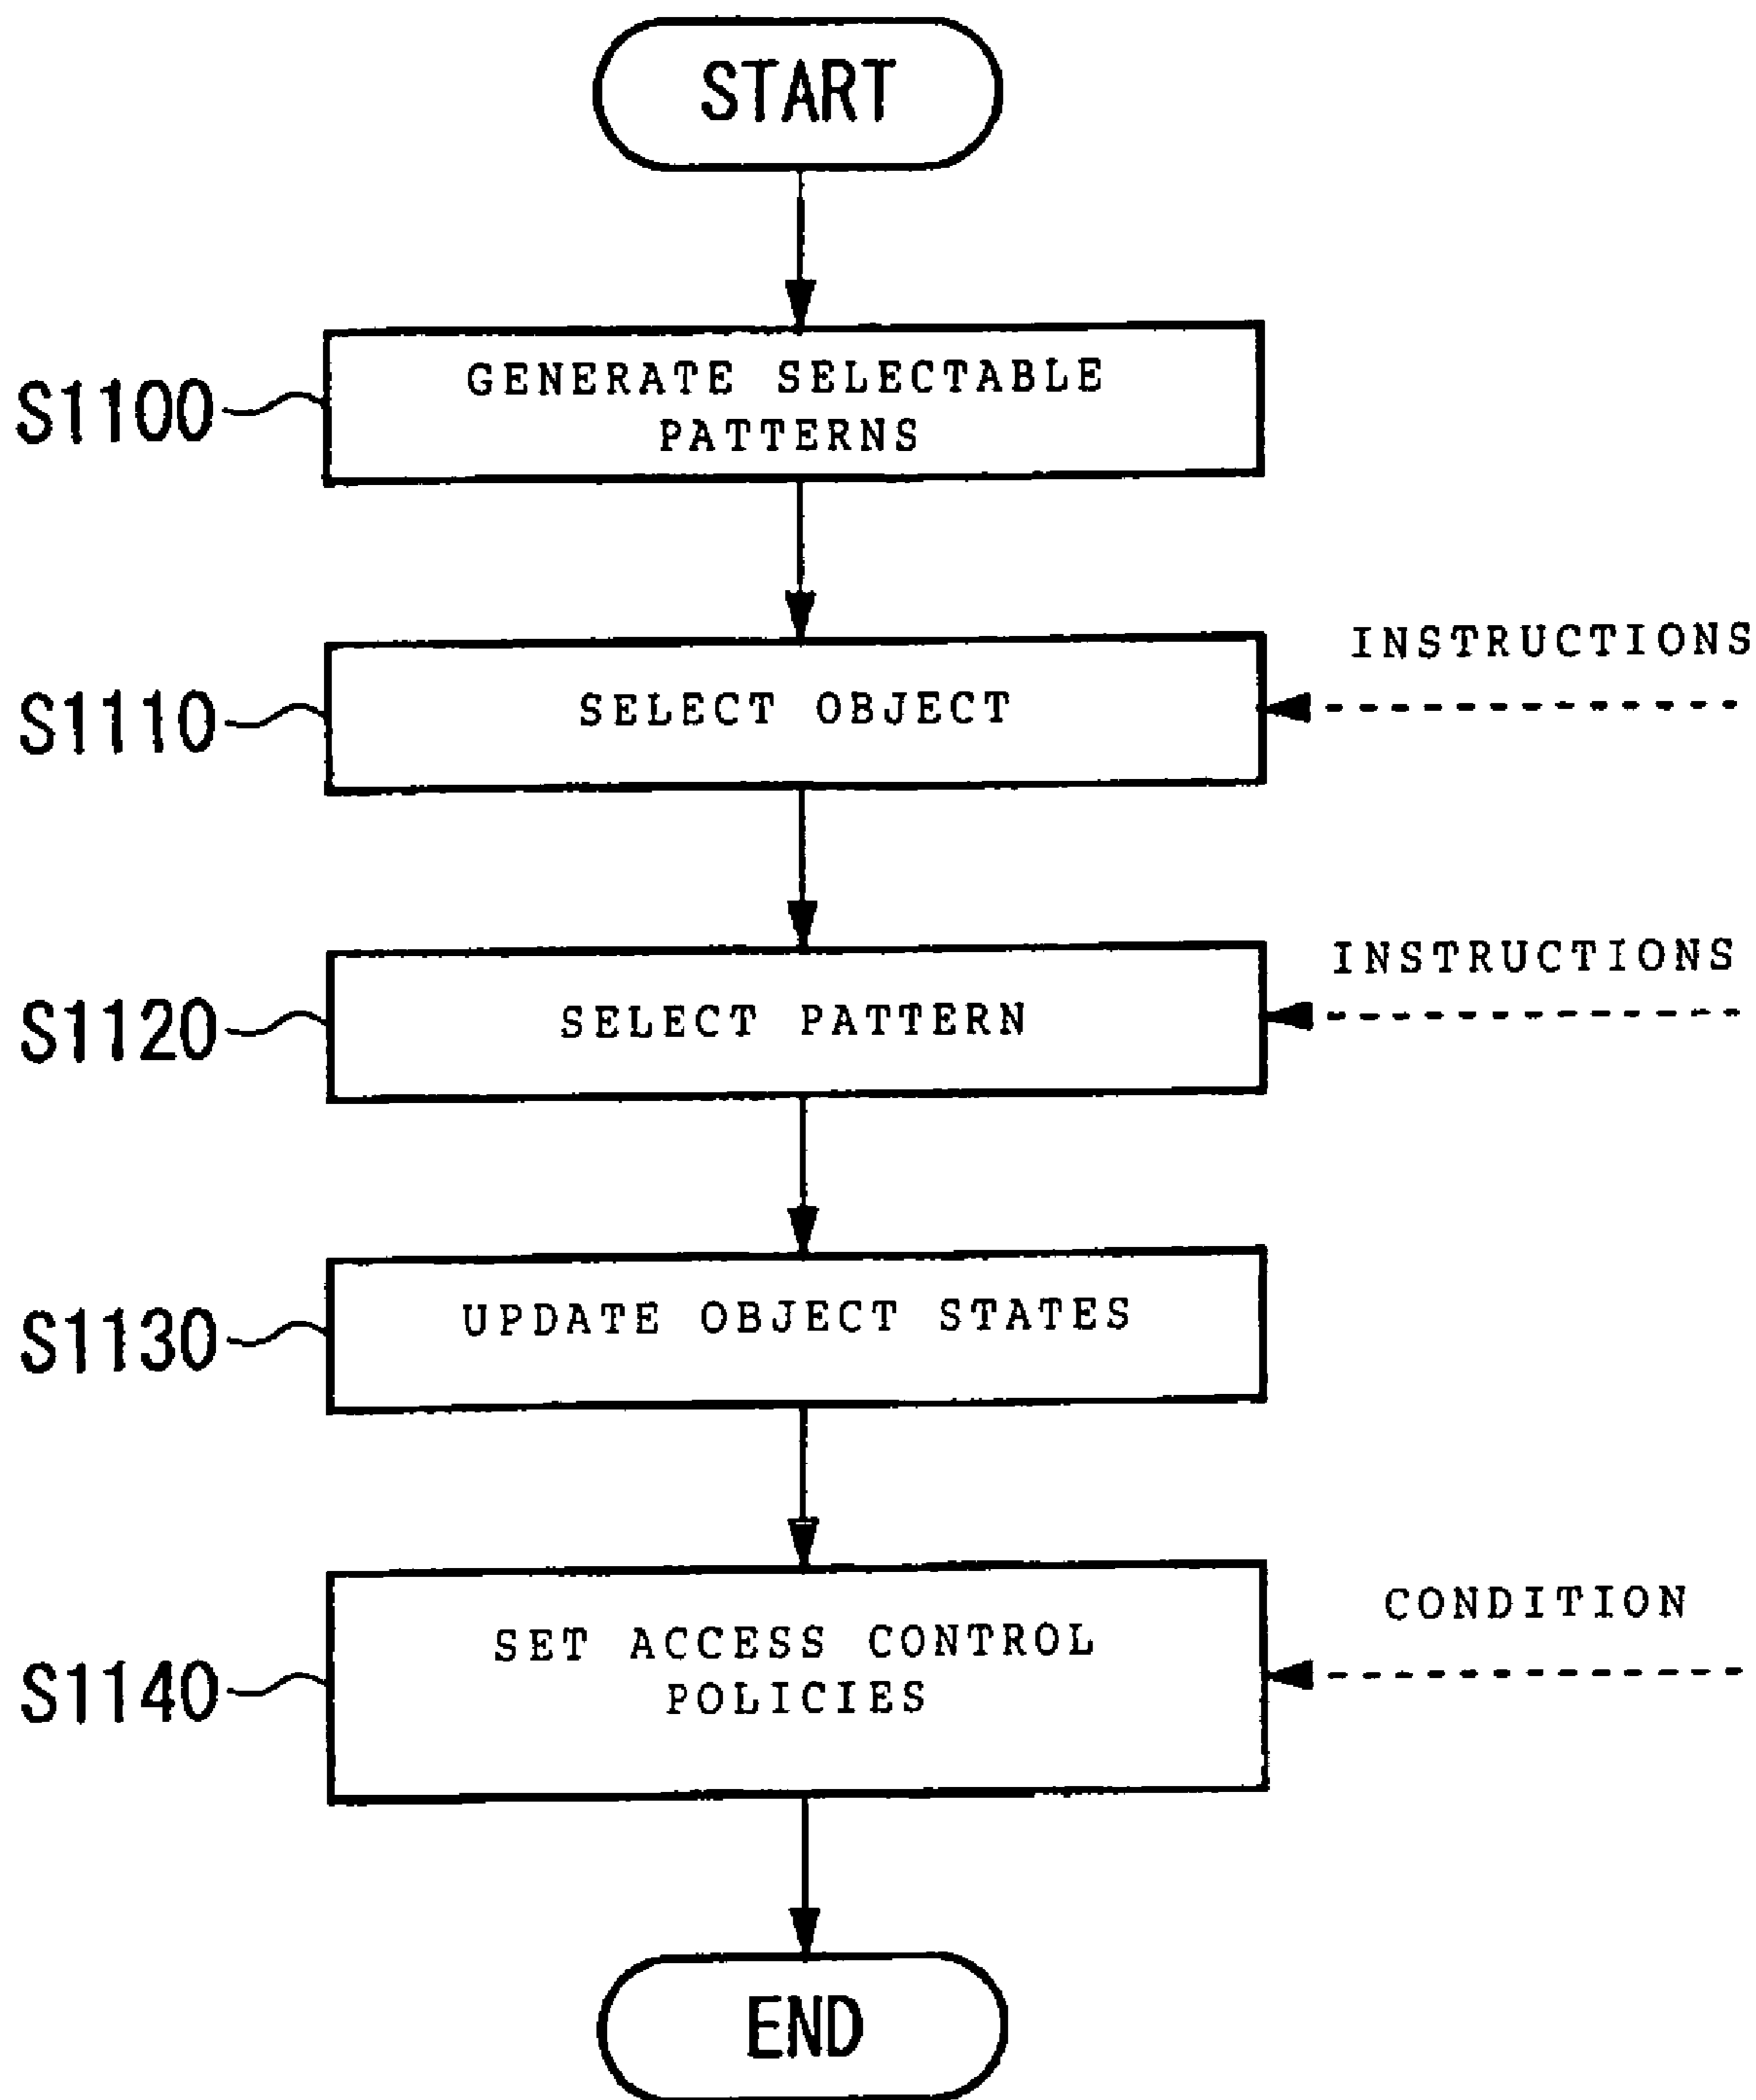 START
S1100
GENERATE SELECTABLE
PATTERNS
S1110
SELECT OBJECT
INSTRUCTIONS
S1120
SELECT PATTERN
INSTRUCTIONS
S1130
UPDATE OBJECT STATES
S1140
SET ACCESS CONTROL
POLICIES
CONDITION
END